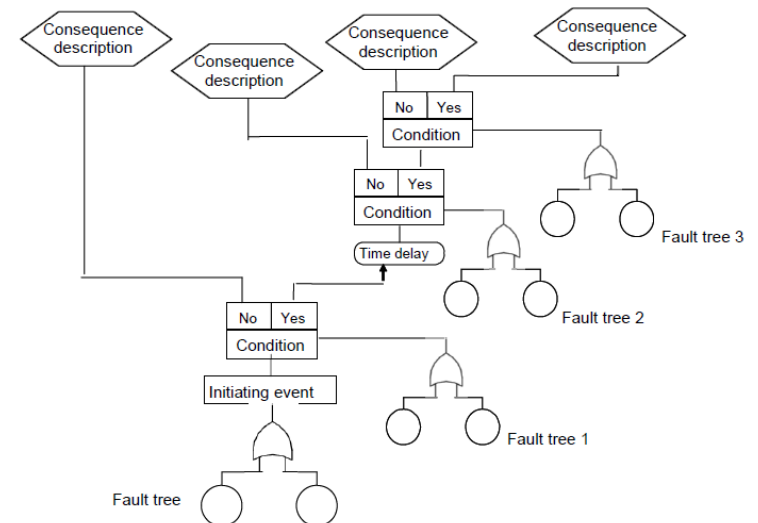 Consequence
description
Consequence
description
Consequence
description
Consequence
description
No Yes
Condition
No Yes
Condition
Fault tree 3
Time delay
No Yes
Fault tree 2
Condition
Initiating event
Fault tree 1
Fault tree